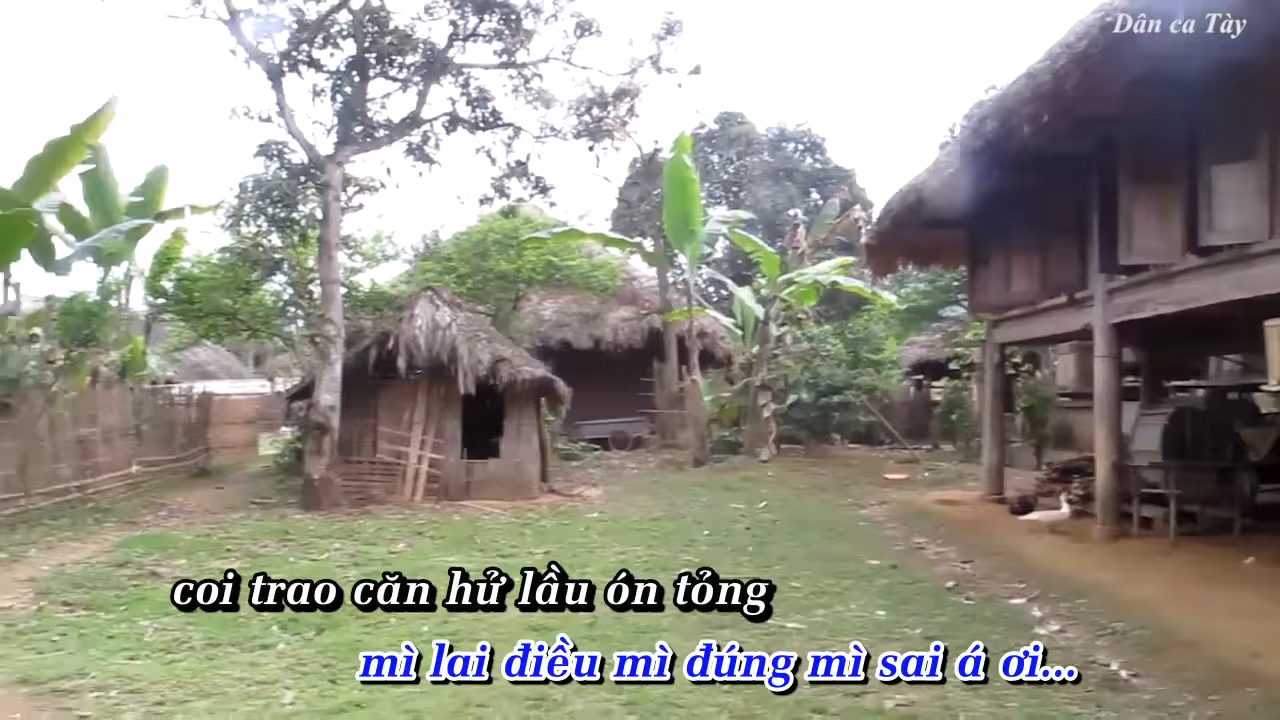 Dân ca Tày
coi trao căn hử lầu ón tỏng
mì lai điều mì đúng mì sai á ơi...